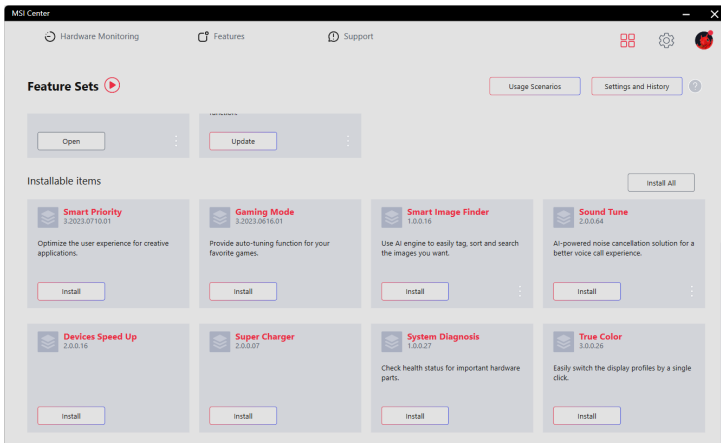 MSI Center
Hardware Monitoring
Features
Support
Feature Sets
Usage Scenarios
Settings and History
?
Open
Update
Installable items
Install All
Smart Priority
3.2023.0710.01
Optimize the user experience for creative
applications.
Install
Gaming Mode
3.2023.0616.01
Provide auto-tuning function for your
favorite games.
Install
Smart Image Finder
1.0.0.16
Use AI engine to easily tag, sort and search
the images you want.
Install
Sound Tune
2.0.0.64
AI-powered noise cancellation solution for a
better voice call experience.
Install
Devices Speed Up
2.0.0.16
Install
Super Charger
2.0.0.07
Install
System Diagnosis
1.0.0.27
Check health status for important hardware
parts.
Install
True Color
3.0.0.26
Easily switch the display profiles by a single
click.
Install